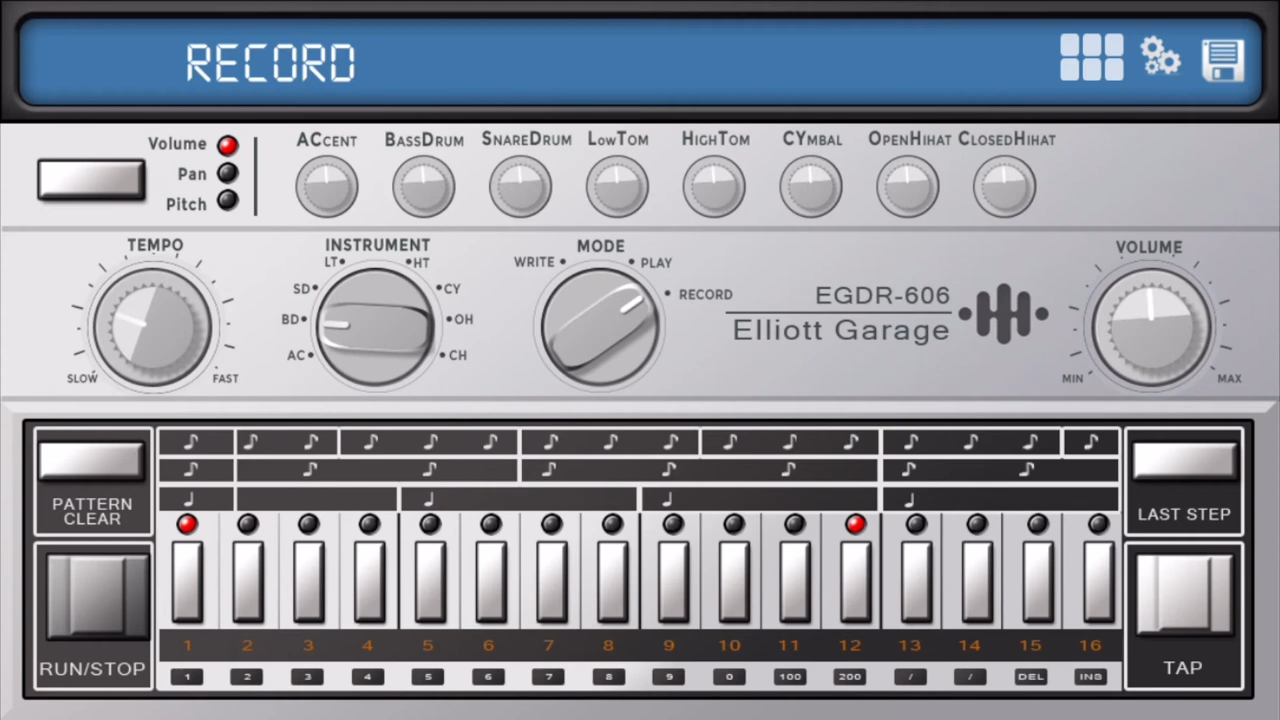 RECORD
Volume
Pan
Pitch
ACCENT
BASSDRUM
SNAREDRUM
LOWTOM
HIGHTOM
CYMBAL
OPENHIHAT
CLOSEDHIHAT
TEMPO
SLOW
FAST
INSTRUMENT
LT
HT
SD
CY
BD
OH
AC
CH
MODE
WRITE
PLAY
RECORD
EGDR-606
Elliott Garage
VOLUME
MIN
MAX
PATTERN
CLEAR
LAST STEP
RUN/STOP
TAP
1 2 3 4 5 6 7 8 9 10 11 12 13 14 15 16
1 2 3 4 5 6 7 8 9 0 100 200 / / DEL INS